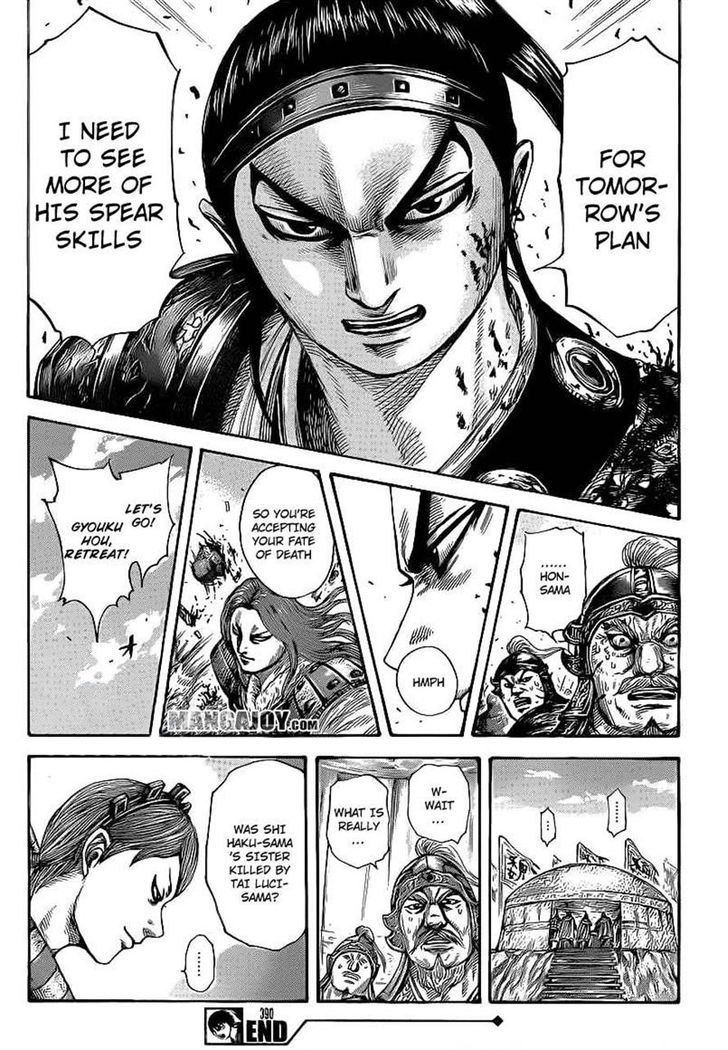 FOR
TOMOR-
ROW'S
PLAN
I NEED
TO SEE
MORE OF
HIS SPEAR
SKILLS
......
HON-
SAMA
HMPH
SO YOU'RE
ACCEPTING
YOUR FATE
OF DEATH
LET'S
GO!
GYOUKU
HOU,
RETREAT!
MANGAJOY.COM
...
...
W-
WAIT
...
WHAT IS
REALLY
...
WAS SHI
HAKU-SAMA
'S SISTER
KILLED BY
TAI LUCI-
SAMA?
....
390
END